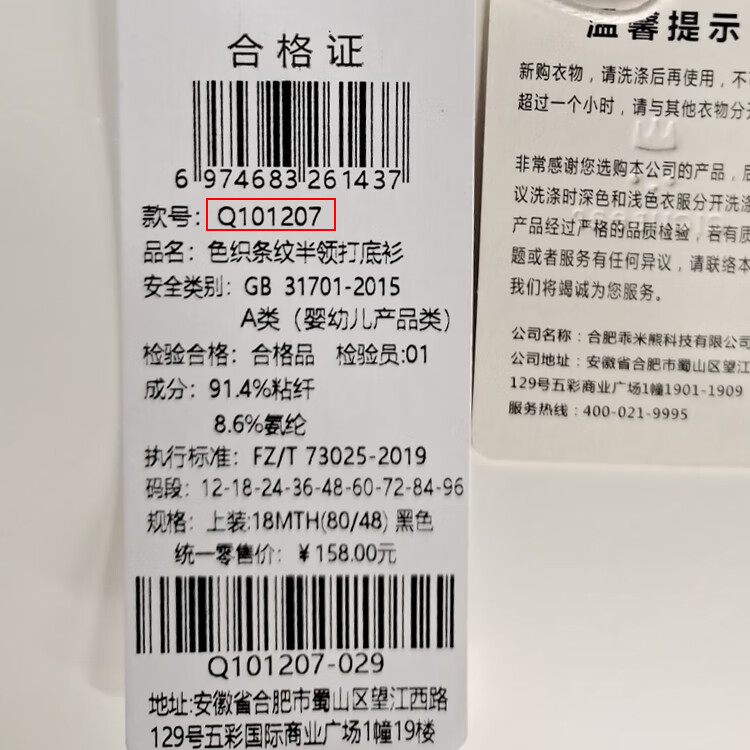 合格证
6 974683 261437
款号：Q101207
品名：色织条纹半领打底衫
安全类别：GB 31701-2015
A类（婴幼儿产品类）
检验合格：合格品 检验员:01
成分：91.4%粘纤
8.6%氨纶
执行标准：FZ/T 73025-2019
码段：12-18-24-36-48-60-72-84-96
规格：上装:18MTH(80/48) 黑色
统一零售价：￥158.00元
Q101207-029
地址:安徽省合肥市蜀山区望江西路
129号五彩国际商业广场1幢19楼
温馨提示
新购衣物，请洗涤后再使用，不
超过一个小时，请与其他衣物分开
非常感谢您选购本公司的产品，
议洗涤时深色和浅色衣服分开洗涤
产品经过严格的品质检验，若有质
题或者服务有任何异议，请联络本
我们将竭诚为您服务。
公司名称：合肥乖米熊科技有限公司
公司地址：安徽省合肥市蜀山区望江
129号五彩商业广场1幢1901-1909
服务热线：400-021-9995